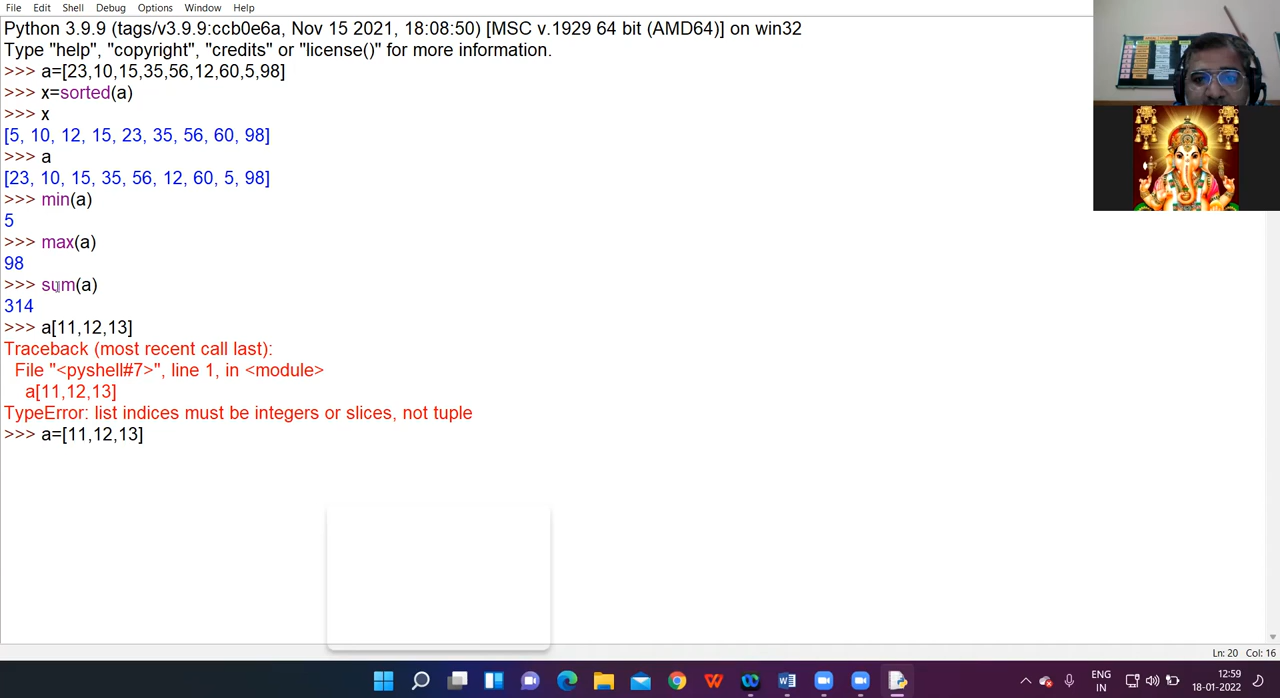 File Edit Shell Debug Options Window Help
Python 3.9.9 (tags/v3.9.9:ccb0e6a, Nov 15 2021, 18:08:50) [MSC v.1929 64 bit (AMD64)] on win32
Type "help", "copyright", "credits" or "license()" for more information.
>>> a=[23,10,15,35,56,12,60,5,98]
>>> x=sorted(a)
>>> x
[5, 10, 12, 15, 23, 35, 56, 60, 98]
>>> a
[23, 10, 15, 35, 56, 12, 60, 5, 98]
>>> min(a)
5
>>> max(a)
98
>>> sum(a)
314
>>> a[11,12,13]
Traceback (most recent call last):
  File "<pyshell#7>", line 1, in <module>
    a[11,12,13]
TypeError: list indices must be integers or slices, not tuple
>>> a=[11,12,13]
Ln: 20 Col: 16
ENG
IN
12:59
18-01-2022